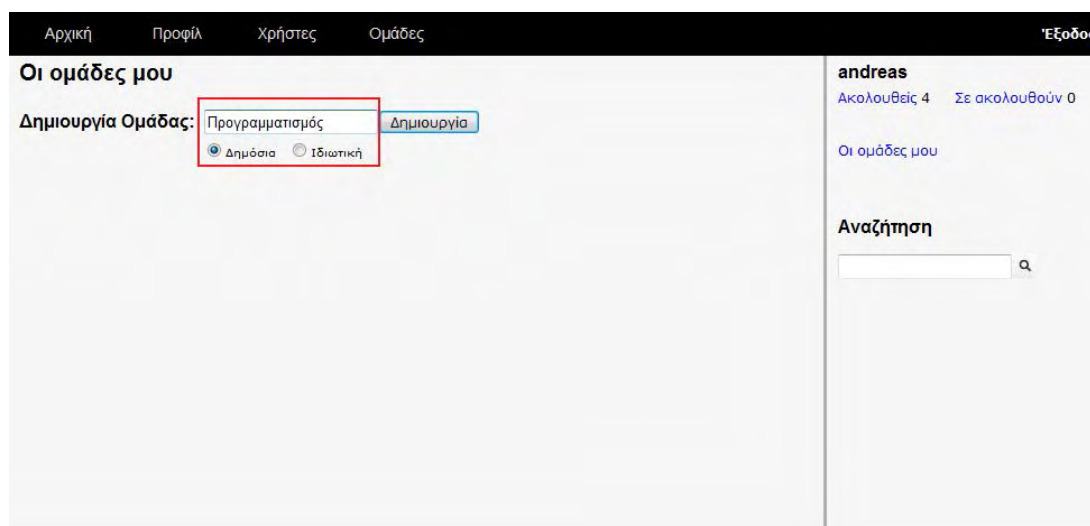 Αρχική Προφίλ Χρήστες Ομάδες Έξοδος
Οι ομάδες μου
Δημιουργία Ομάδας: Προγραμματισμός Δημιουργία
Δημόσια Ιδιωτική
andreas
Ακολουθείς 4 Σε ακολουθούν 0
Οι ομάδες μου
Αναζήτηση